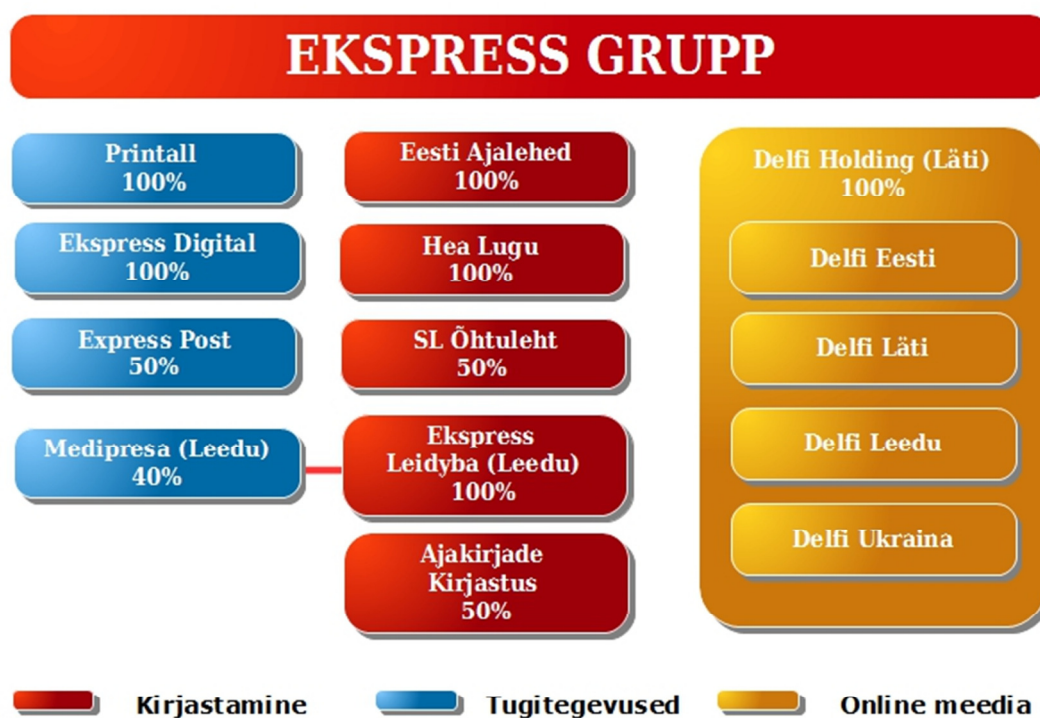 EKSPRESS GRUPP
Printall
100%
Ekspress Digital
100%
Express Post
50%
Medipresa (Leedu)
40%
Eesti Ajalehed
100%
Hea Lugu
100%
SL Õhtuleht
50%
Ekspress
Leidyba (Leedu)
100%
Ajakirjade
Kirjastus
50%
Delfi Holding (Läti)
100%
Delfi Eesti
Delfi Läti
Delfi Leedu
Delfi Ukraina
Kirjastamine
Tugitegevused
Online meedia